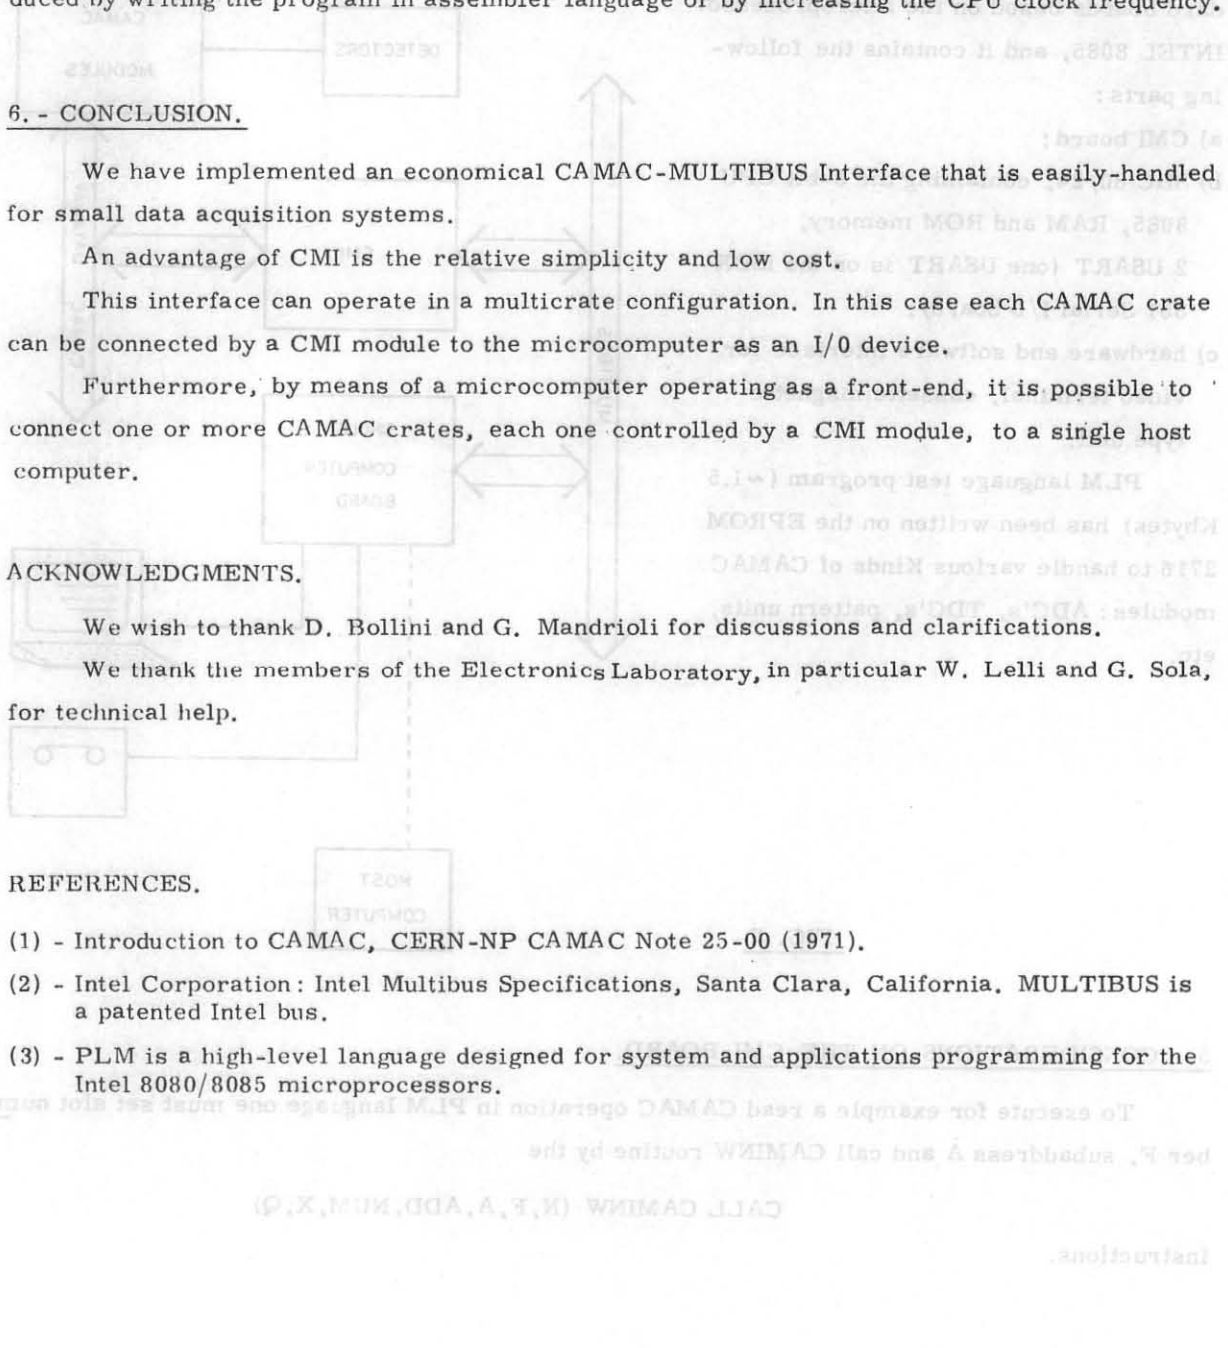 duced by writing the program in assembler language or by increasing the CPU clock frequency.
6. - CONCLUSION.
We have implemented an economical CAMAC-MULTIBUS Interface that is easily-handled
for small data acquisition systems.
An advantage of CMI is the relative simplicity and low cost.
This interface can operate in a multicrate configuration. In this case each CAMAC crate
can be connected by a CMI module to the microcomputer as an I/0 device.
Furthermore, by means of a microcomputer operating as a front-end, it is possible to
connect one or more CAMAC crates, each one controlled by a CMI module, to a single host
computer.
ACKNOWLEDGMENTS.
We wish to thank D. Bollini and G. Mandrioli for discussions and clarifications.
We thank the members of the Electronics Laboratory, in particular W. Lelli and G. Sola,
for technical help.
REFERENCES.
(1) - Introduction to CAMAC, CERN-NP CAMAC Note 25-00 (1971).
(2) - Intel Corporation: Intel Multibus Specifications, Santa Clara, California. MULTIBUS is
a patented Intel bus.
(3) - PLM is a high-level language designed for system and applications programming for the
Intel 8080/8085 microprocessors.